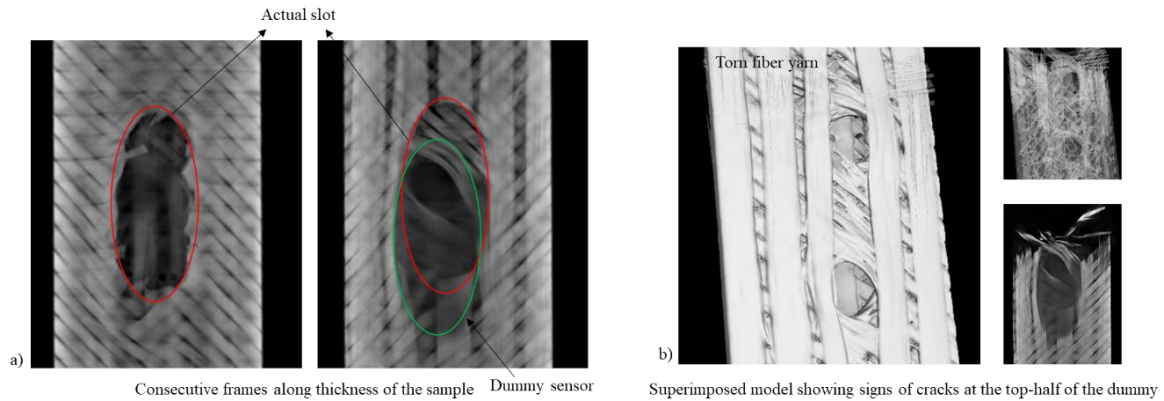 Actual slot
Torn fiber yarn
a)
b)
Consecutive frames along thickness of the sample
Dummy sensor
Superimposed model showing signs of cracks at the top-half of the dummy